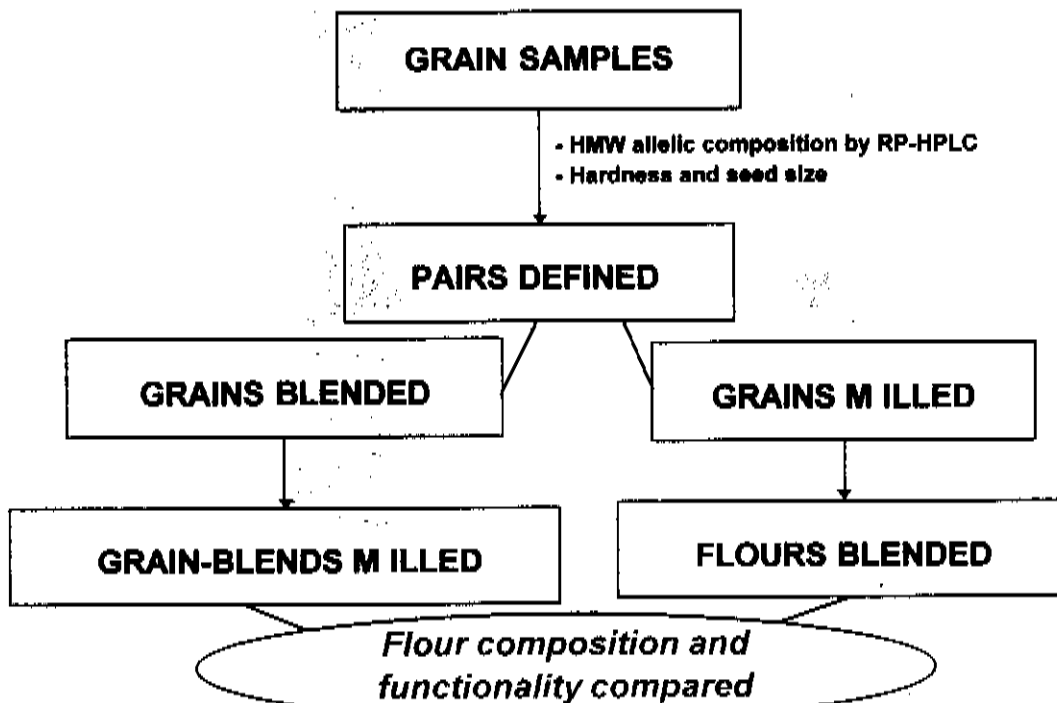 GRAIN SAMPLES
- HMW allelic composition by RP-HPLC
- Hardness and seed size
PAIRS DEFINED
GRAINS BLENDED
GRAINS M ILLED
GRAIN-BLENDS M ILLED
FLOURS BLENDED
Flour composition and
functionality compared